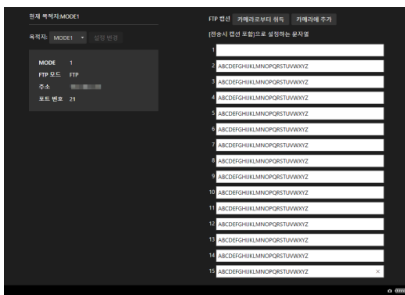 현재 목적지:MODE1
목적지: MODE1 설정 변경
MODE 1
FTP 모드 FTP
주소
포트 번호 21
FTP 캡션 카메라로부터 획득 카메라에 추가
[전송시 캡션 포함]으로 설정하는 문자열
1
2 ABCDEFGHIJKLMNOPQRSTUVWXYZ
3 ABCDEFGHIJKLMNOPQRSTUVWXYZ
4 ABCDEFGHIJKLMNOPQRSTUVWXYZ
5 ABCDEFGHIJKLMNOPQRSTUVWXYZ
6 ABCDEFGHIJKLMNOPQRSTUVWXYZ
7 ABCDEFGHIJKLMNOPQRSTUVWXYZ
8 ABCDEFGHIJKLMNOPQRSTUVWXYZ
9 ABCDEFGHIJKLMNOPQRSTUVWXYZ
10 ABCDEFGHIJKLMNOPQRSTUVWXYZ
11 ABCDEFGHIJKLMNOPQRSTUVWXYZ
12 ABCDEFGHIJKLMNOPQRSTUVWXYZ
13 ABCDEFGHIJKLMNOPQRSTUVWXYZ
14 ABCDEFGHIJKLMNOPQRSTUVWXYZ
15 ABCDEFGHIJKLMNOPQRSTUVWXYZ